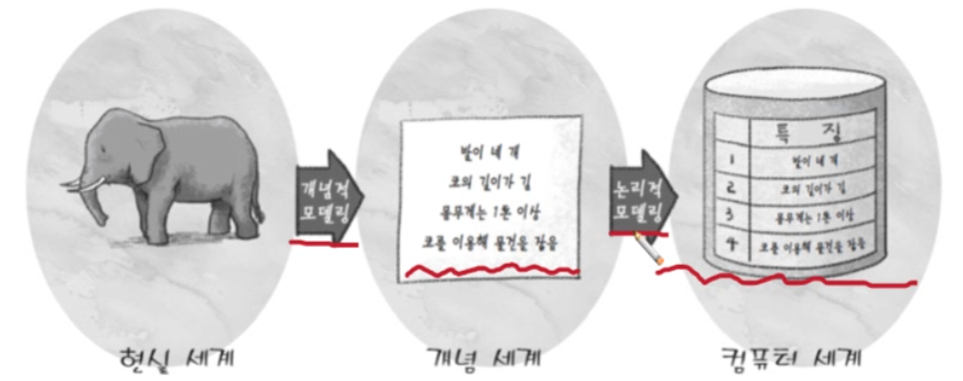 개념적
모델링
발이 네 개
코의 길이가 김
몸무게는 1톤 이상
코를 이용해 물건을 잡음
논리적
모델링
특 징
1 발이 네 개
2 코의 길이가 김
3 몸무게는 1톤 이상
4 코를 이용해 물건을 잡음
현실 세계
개념 세계
컴퓨터 세계